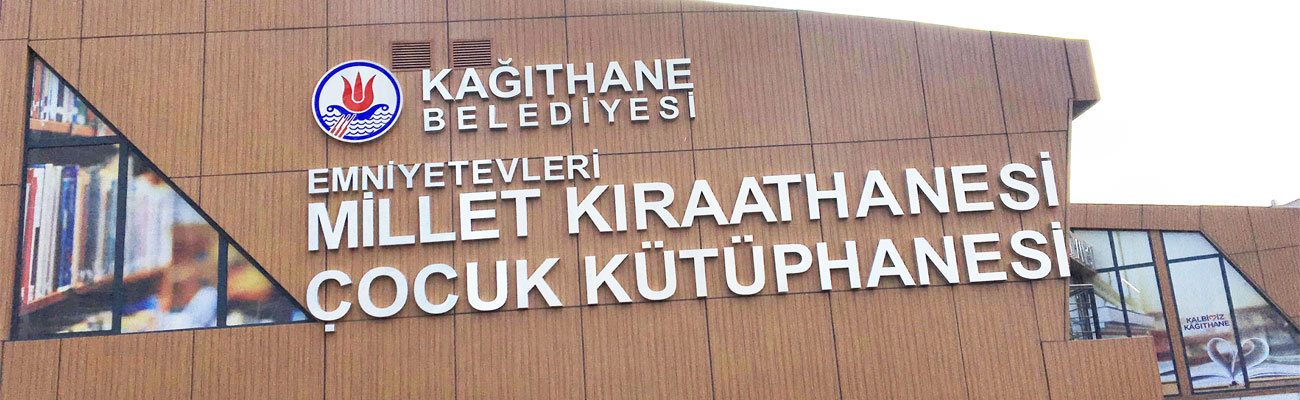 KAĞITHANE
BELEDİYESİ
EMNİYETEVLERİ
MİLLET KIRAATHANESİ
ÇOCUK KÜTÜPHANESİ
KALBİMİZ
KAĞITHANE